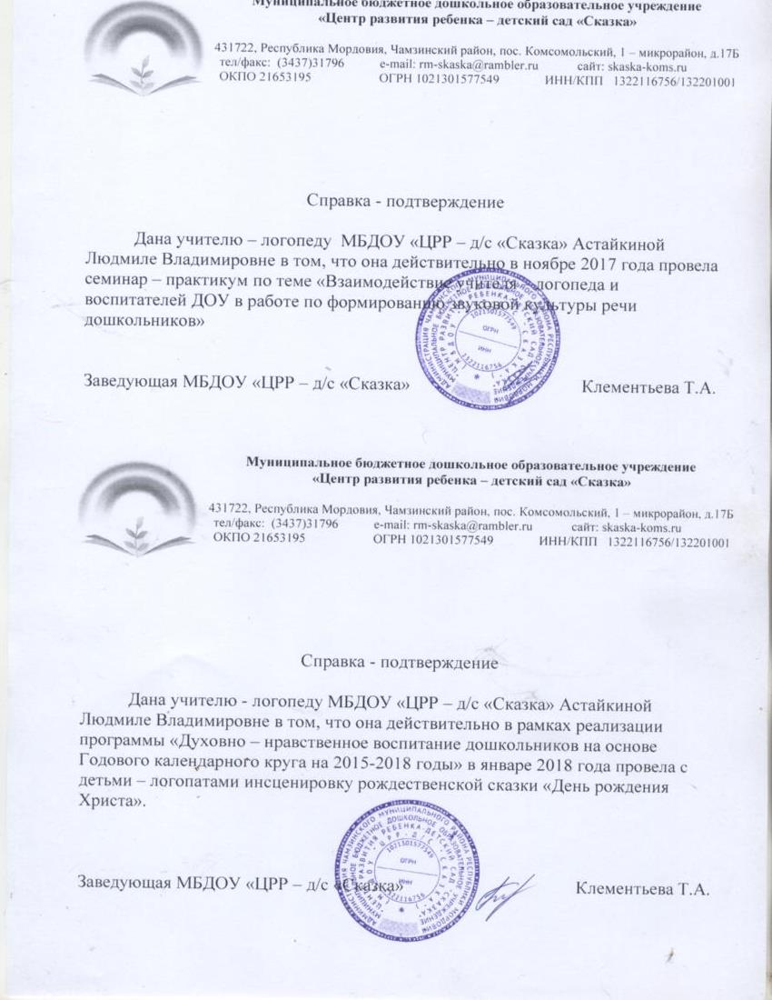 Муниципальное бюджетное дошкольное образовательное учреждение
«Центр развития ребенка – детский сад «Сказка»
431722, Республика Мордовия, Чамзинский район, пос. Комсомольский, 1 – микрорайон, д.17Б
тел/факс: (3437)31796 e-mail: rm-skaska@rambler.ru сайт: skaska-koms.ru
ОКПО 21653195 ОГРН 1021301577549 ИНН/КПП 1322116756/132201001
Справка - подтверждение
Дана учителю – логопеду МБДОУ «ЦРР – д/с «Сказка» Астайкиной
Людмиле Владимировне в том, что она действительно в ноябре 2017 года провела
семинар – практикум по теме «Взаимодействие учителя - логопеда и
воспитателей ДОУ в работе по формированию звуковой культуры речи
дошкольников»
ОГРН
1021301577549
ИНН
1322116756
Заведующая МБДОУ «ЦРР – д/с «Сказка» Клементьева Т.А.
Муниципальное бюджетное дошкольное образовательное учреждение
«Центр развития ребенка – детский сад «Сказка»
431722, Республика Мордовия, Чамзинский район, пос. Комсомольский, 1 – микрорайон, д.17Б
тел/факс: (3437)31796 e-mail: rm-skaska@rambler.ru сайт: skaska-koms.ru
ОКПО 21653195 ОГРН 1021301577549 ИНН/КПП 1322116756/132201001
Справка - подтверждение
Дана учителю - логопеду МБДОУ «ЦРР – д/с «Сказка» Астайкиной
Людмиле Владимировне в том, что она действительно в рамках реализации
программы «Духовно – нравственное воспитание дошкольников на основе
Годового календарного круга на 2015-2018 годы» в январе 2018 года провела с
детьми – логопатами инсценировку рождественской сказки «День рождения
Христа».
1021301577549
ОГРН
ИНН
1322116756
Заведующая МБДОУ «ЦРР – д/с «Сказка» Клементьева Т.А.